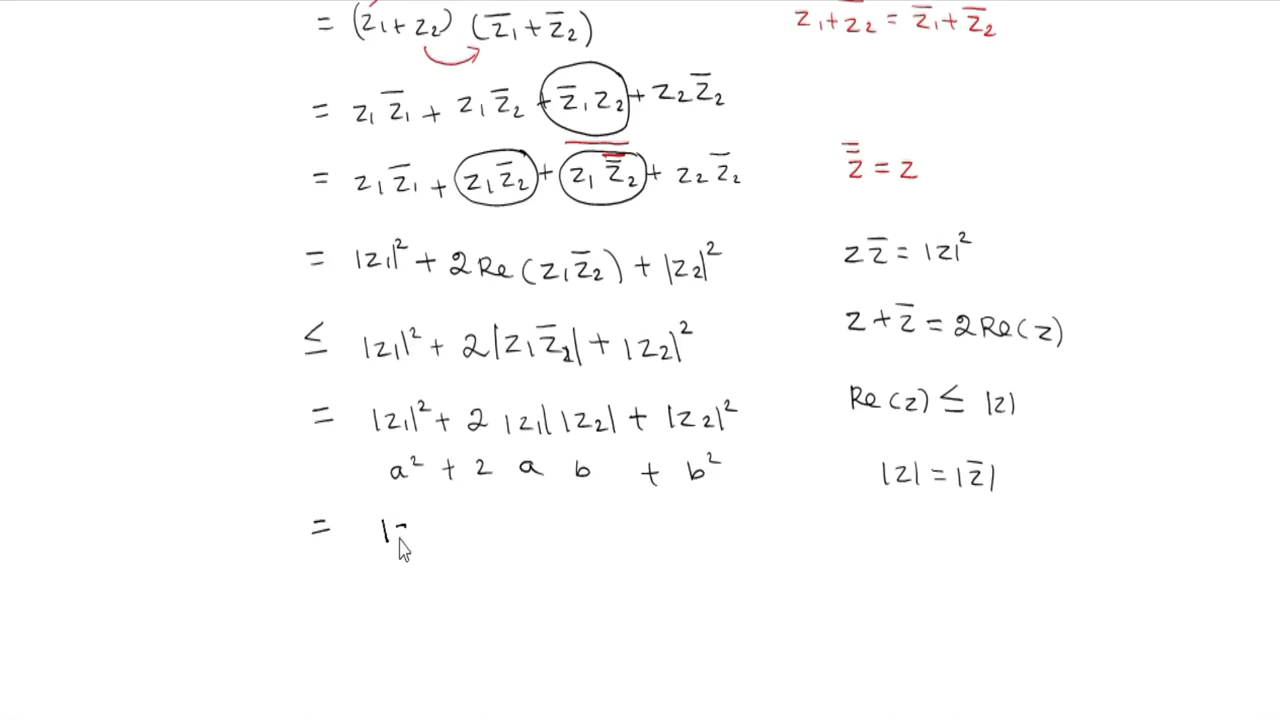 = (z₁+z₂) (z̅₁+z̅₂)
z₁+z̅₂ = z̅₁+z̅₂
= z₁z̅₁ + z₁z̅₂ + z̅₁z₂ + z₂z̅₂
= z₁z̅₁ + z₁z̅₂ + z₁z̿₂ + z₂z̅₂
z̿ = z
= |z₁|² + 2Re(z₁z̅₂) + |z₂|²
zz̅ = |z|²
≤ |z₁|² + 2|z₁z̅₂| + |z₂|²
z + z̅ = 2Re(z)
= |z₁|² + 2 |z₁| |z₂| + |z₂|²
Re(z) ≤ |z|
a² + 2 a b + b²
|z| = |z̅|
= |